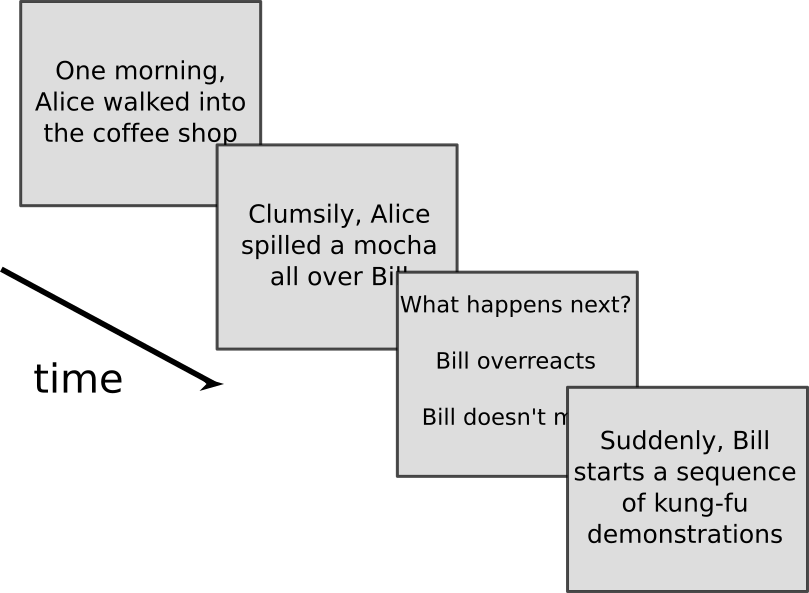 One morning,
Alice walked into
the coffee shop
Clumsily, Alice
spilled a mocha
all over Bill
What happens next?
Bill overreacts
Bill doesn't
Suddenly, Bill
starts a sequence
of kung-fu
demonstrations
time